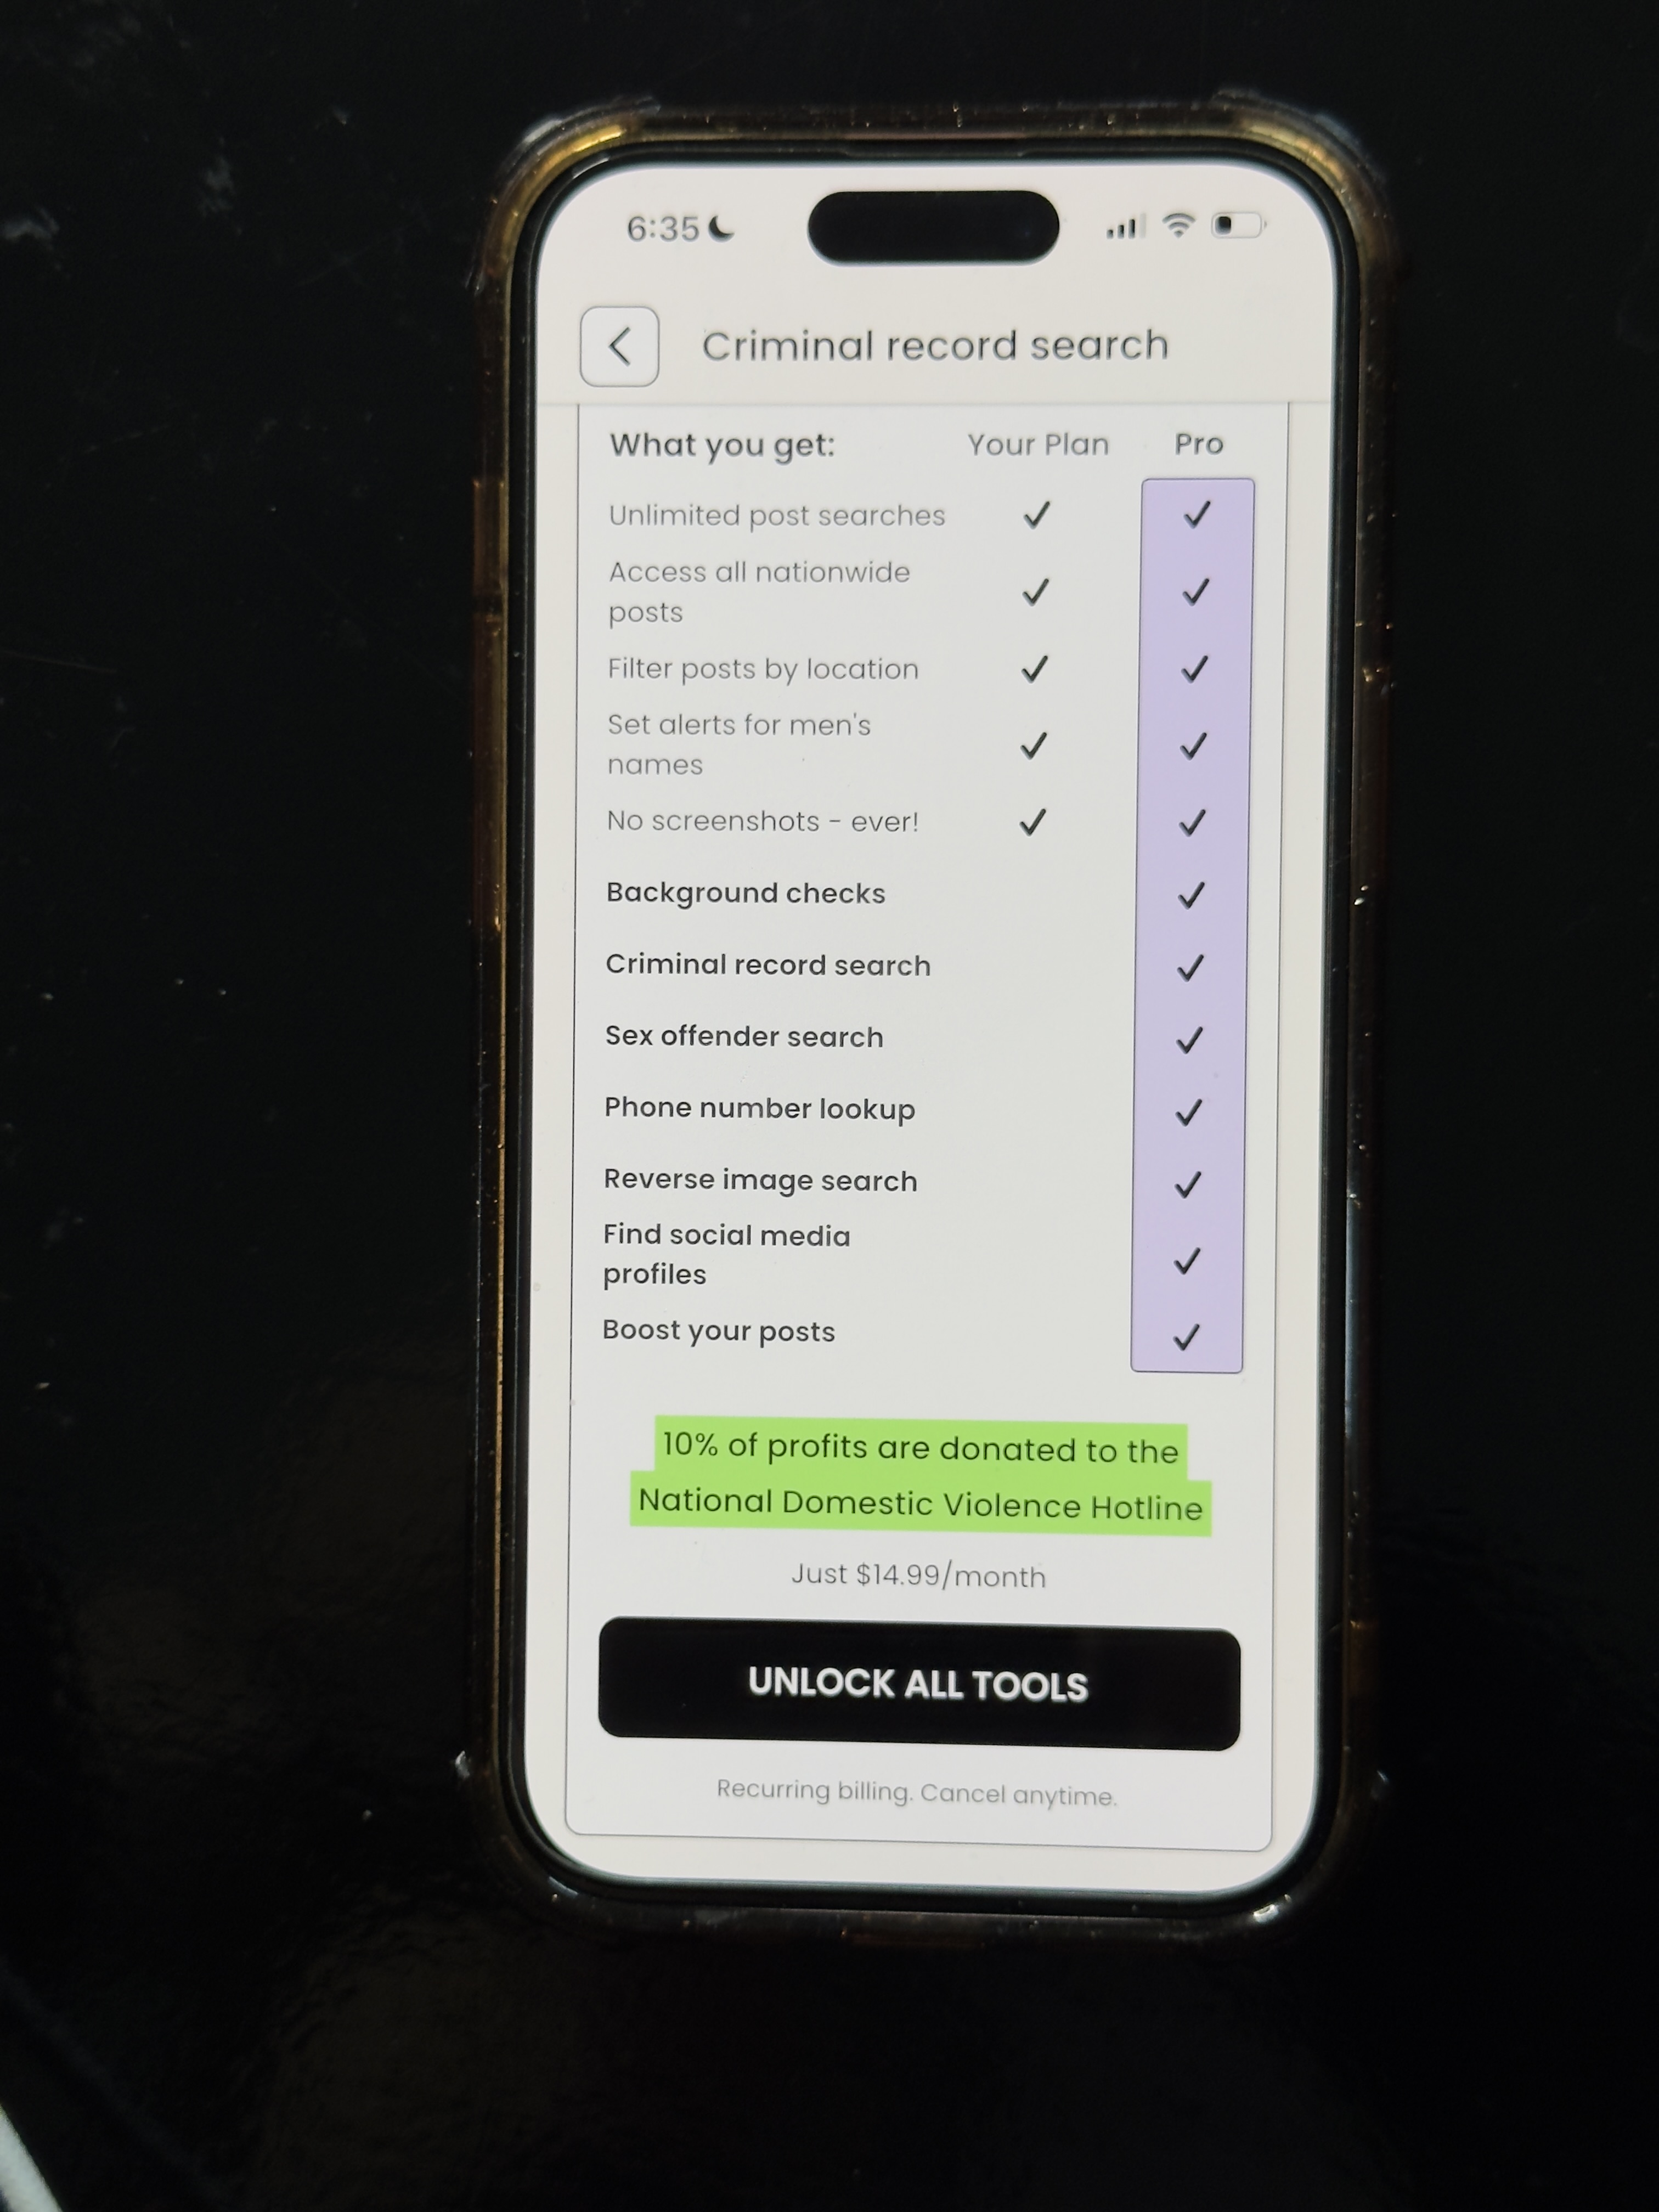 6:35
Criminal record search
What you get: Your Plan Pro
Unlimited post searches
Access all nationwide
posts
Filter posts by location
Set alerts for men's
names
No screenshots - ever!
Background checks
Criminal record search
Sex offender search
Phone number lookup
Reverse image search
Find social media
profiles
Boost your posts
10% of profits are donated to the
National Domestic Violence Hotline
Just $14.99/month
UNLOCK ALL TOOLS
Recurring billing. Cancel anytime.